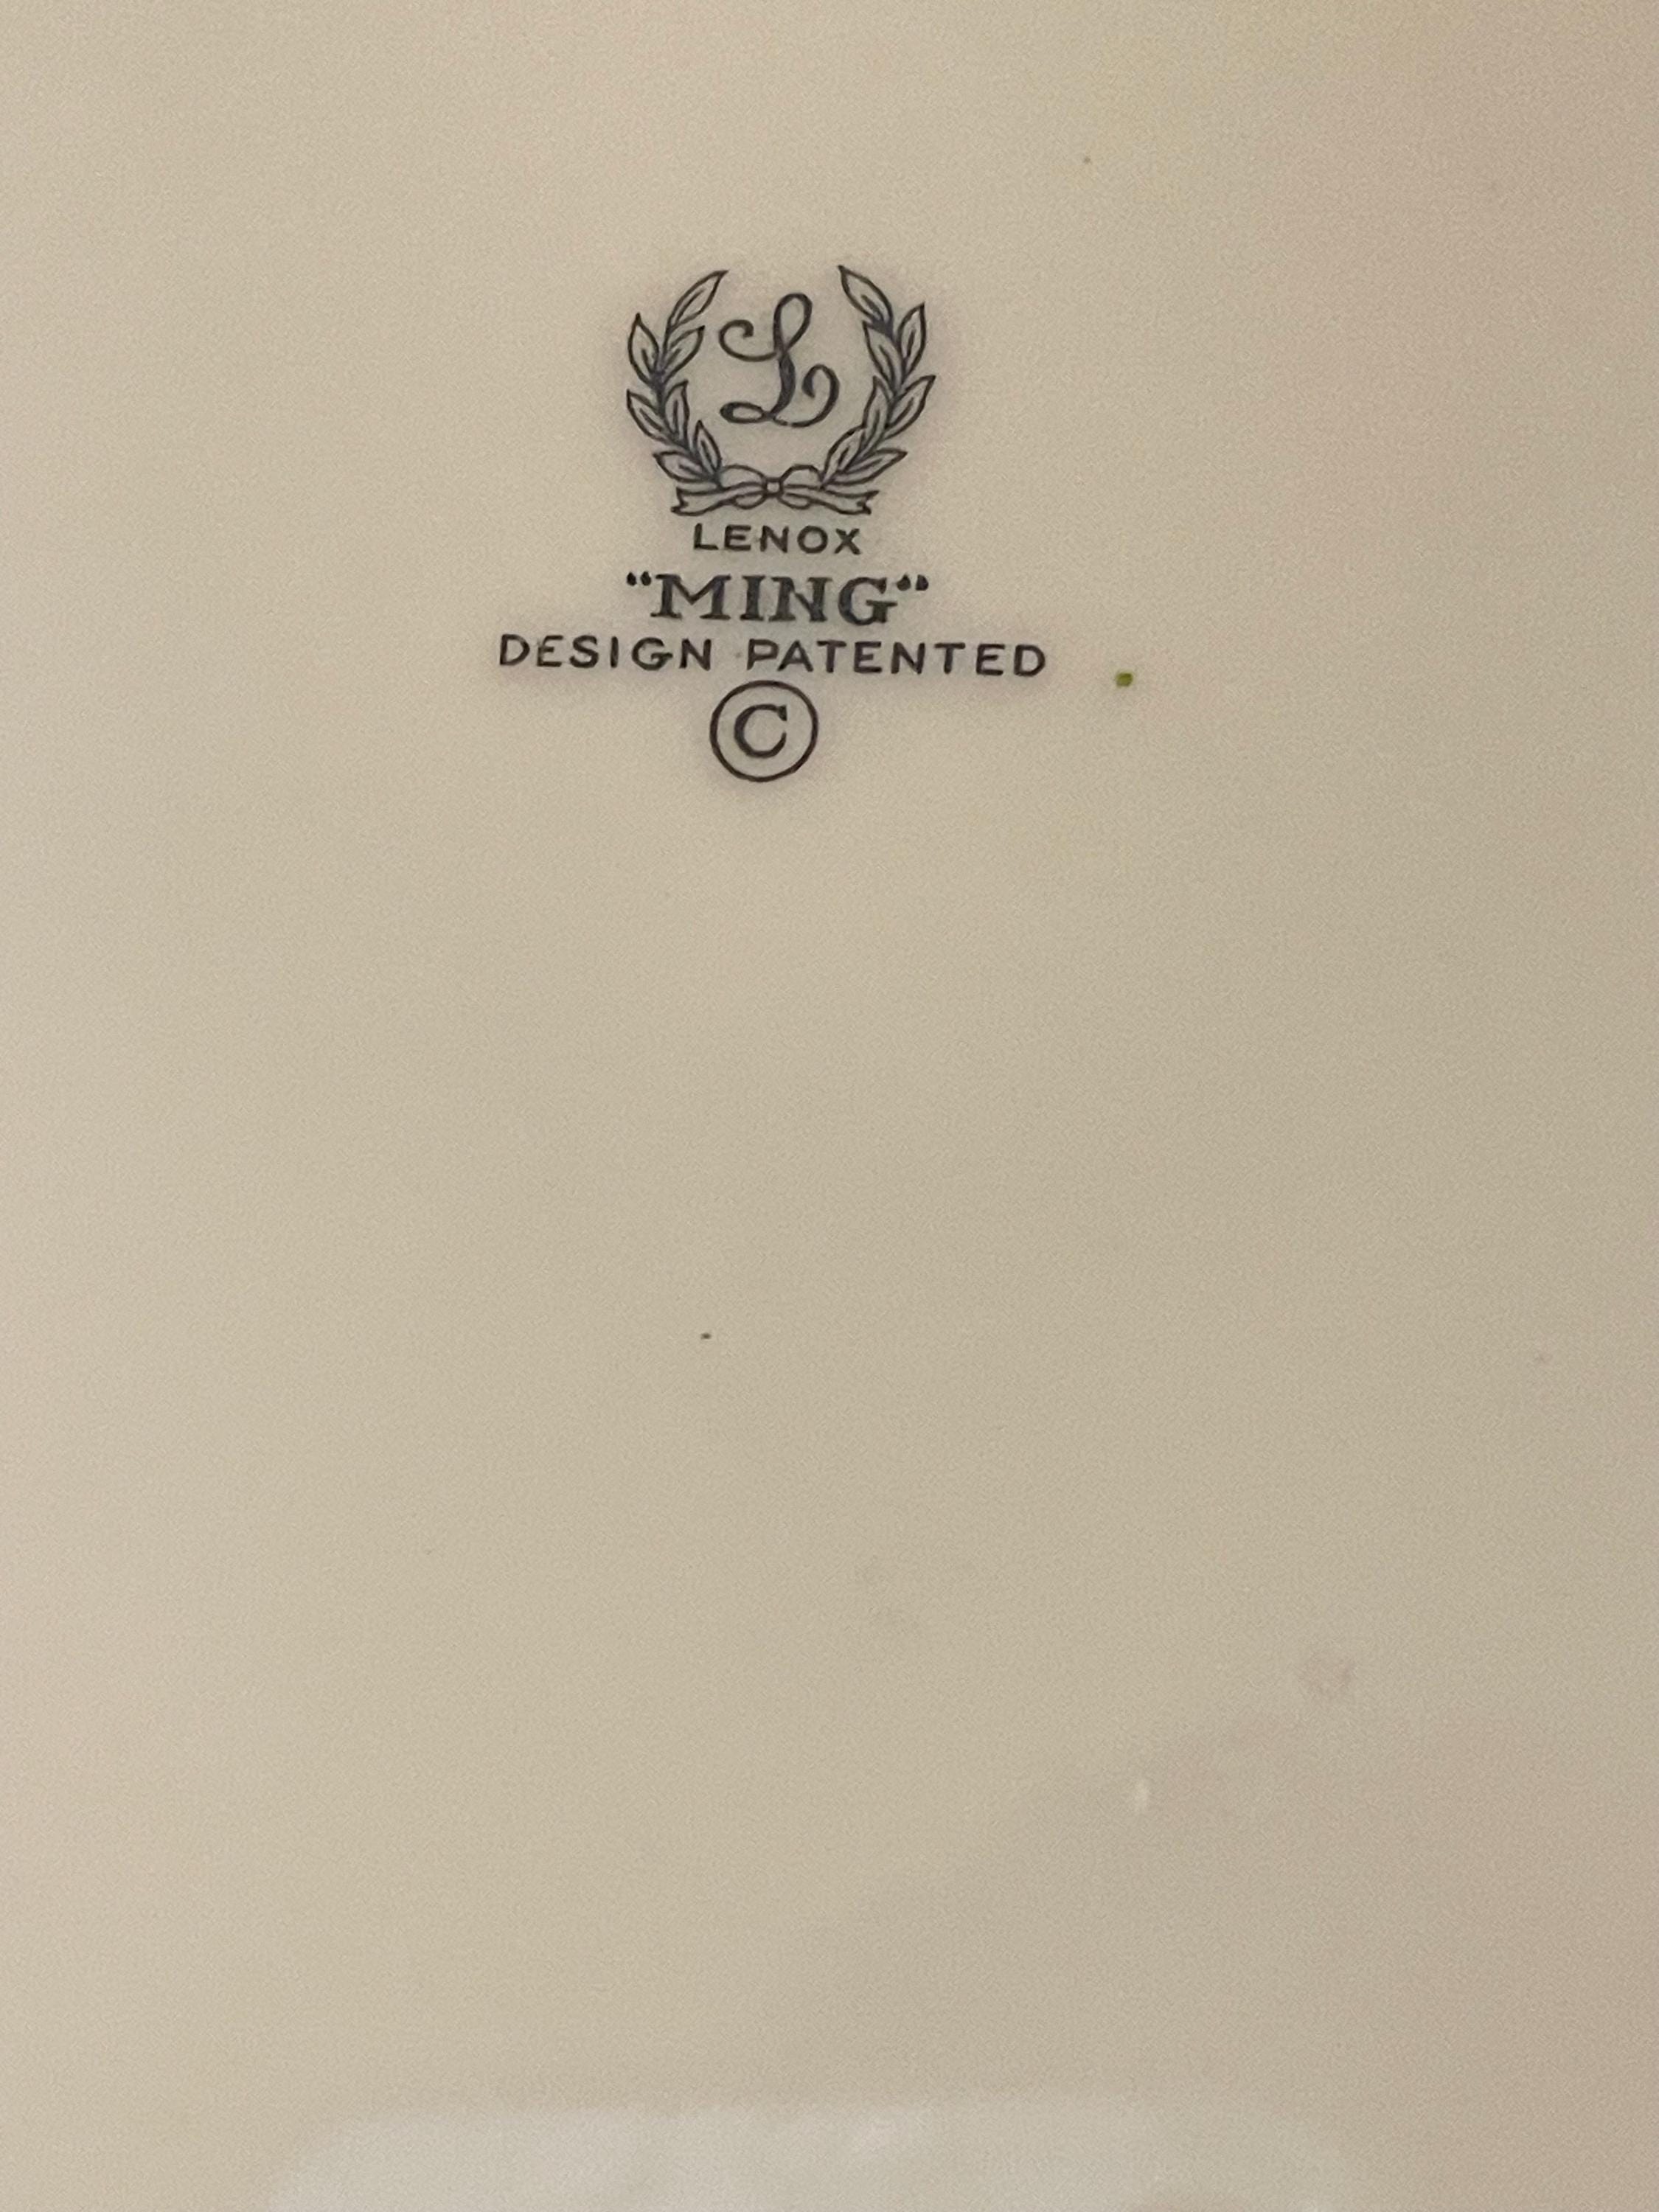 L
LENOX
“MING“
DESIGN PATENTED
©